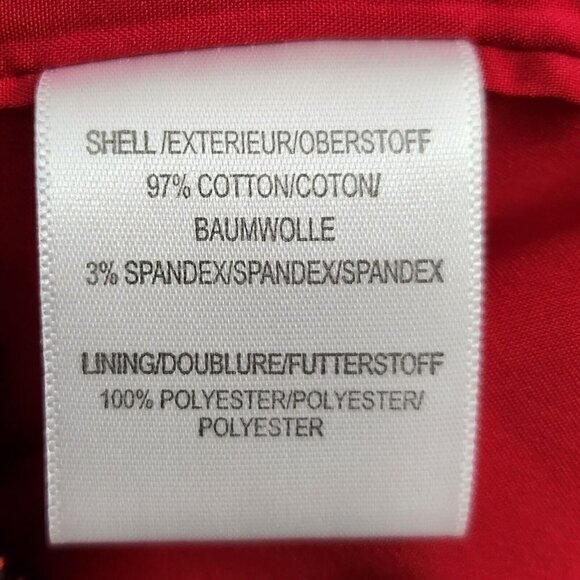 SHELL/EXTERIEUR/OBERSTOFF
97% COTTON/COTON/
BAUMWOLLE
3% SPANDEX/SPANDEX/SPANDEX
LINING/DOUBLURE/FUTTERSTOFF
100% POLYESTER/POLYESTER/
POLYESTER